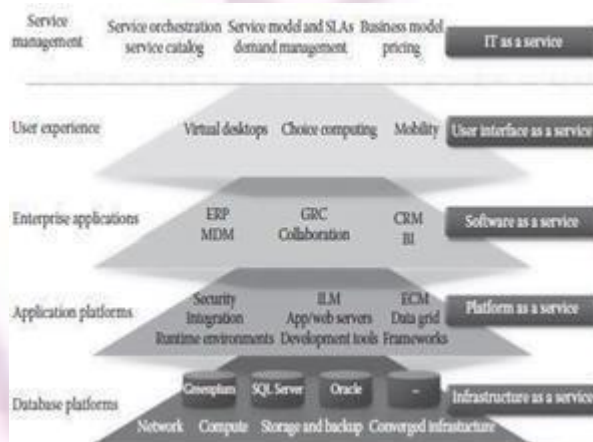 Service management
Service orchestration service catalog
Service model and SLAs demand management
Business model pricing
IT as a service
User experience
Virtual desktops
Choice computing
Mobility
User interface as a service
Enterprise applications
ERP
MDM
GRC
Collaboration
CRM
BI
Software as a service
Application platforms
Security
Integration
Runtime environments
ILM
App/web servers
Development tools
ECM
Data grid
Frameworks
Platform as a service
Database platforms
Greenplum
SQL Server
Oracle
...
Infrastructure as a service
Network
Compute
Storage and backup
Converged infrastucture